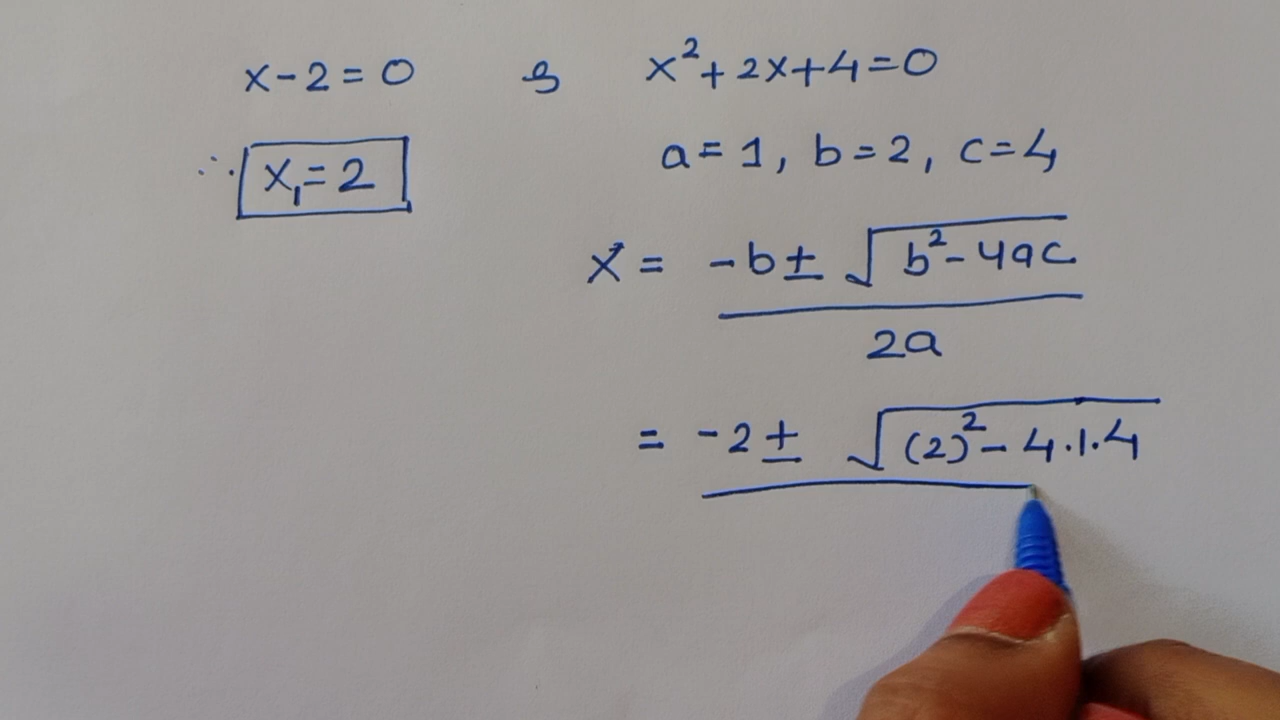 x-2=0 & x²+2x+4=0
∴ x₁=2 a=1, b=2, c=4
x = -b ± √(b²-4ac)
2a
= -2 ± √((2)²-4.1.4)